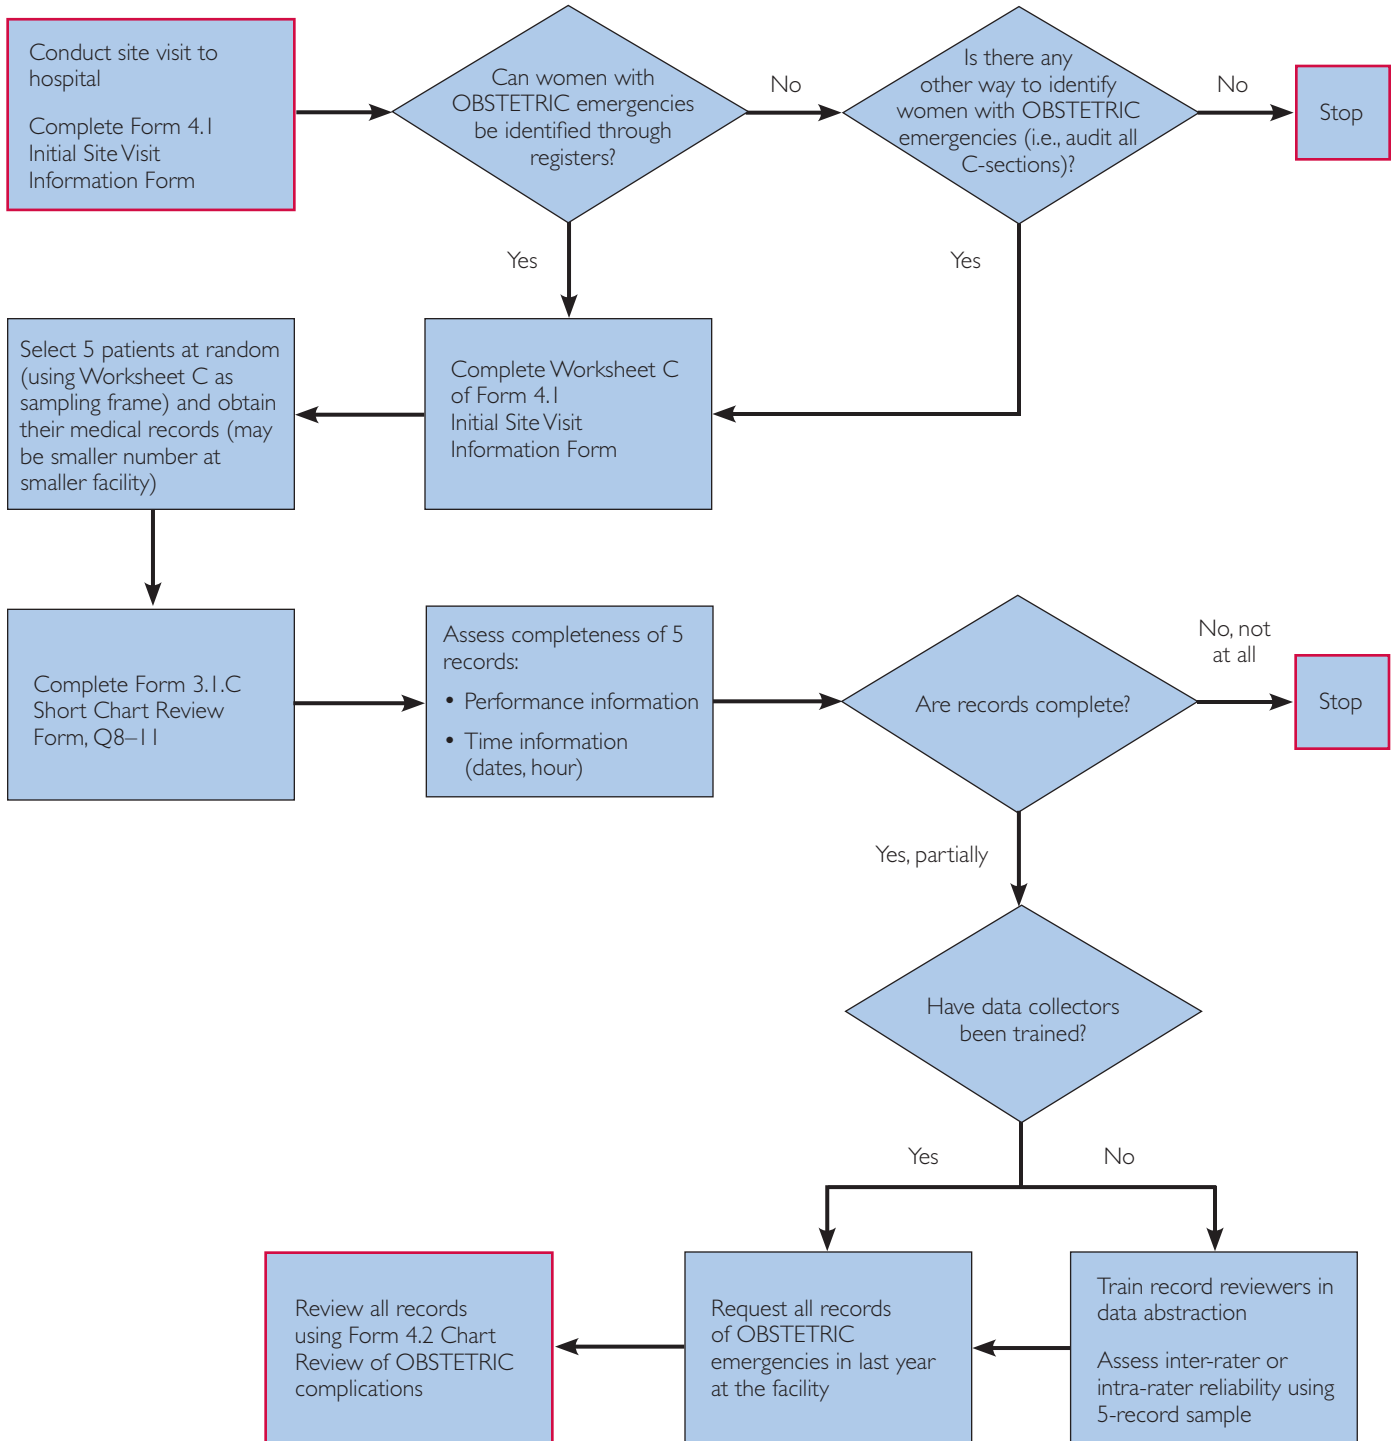 Conduct site visit to
hospital
Complete Form 4.1
Initial Site Visit
Information Form
Can women with
OBSTETRIC emergencies
be identified through
registers?
No
Is there any
other way to identify
women with OBSTETRIC
emergencies (i.e., audit all
C-sections)?
No
Stop
Yes
Yes
Select 5 patients at random
(using Worksheet C as
sampling frame) and obtain
their medical records (may
be smaller number at
smaller facility)
Complete Worksheet C
of Form 4.1
Initial Site Visit
Information Form
Complete Form 3.1.C
Short Chart Review
Form, Q8–11
Assess completeness of 5
records:
• Performance information
• Time information
(dates, hour)
Are records complete?
No, not
at all
Stop
Yes, partially
Have data collectors
been trained?
Yes
No
Review all records
using Form 4.2 Chart
Review of OBSTETRIC
complications
Request all records
of OBSTETRIC
emergencies in last year
at the facility
Train record reviewers in
data abstraction
Assess inter-rater or
intra-rater reliability using
5-record sample